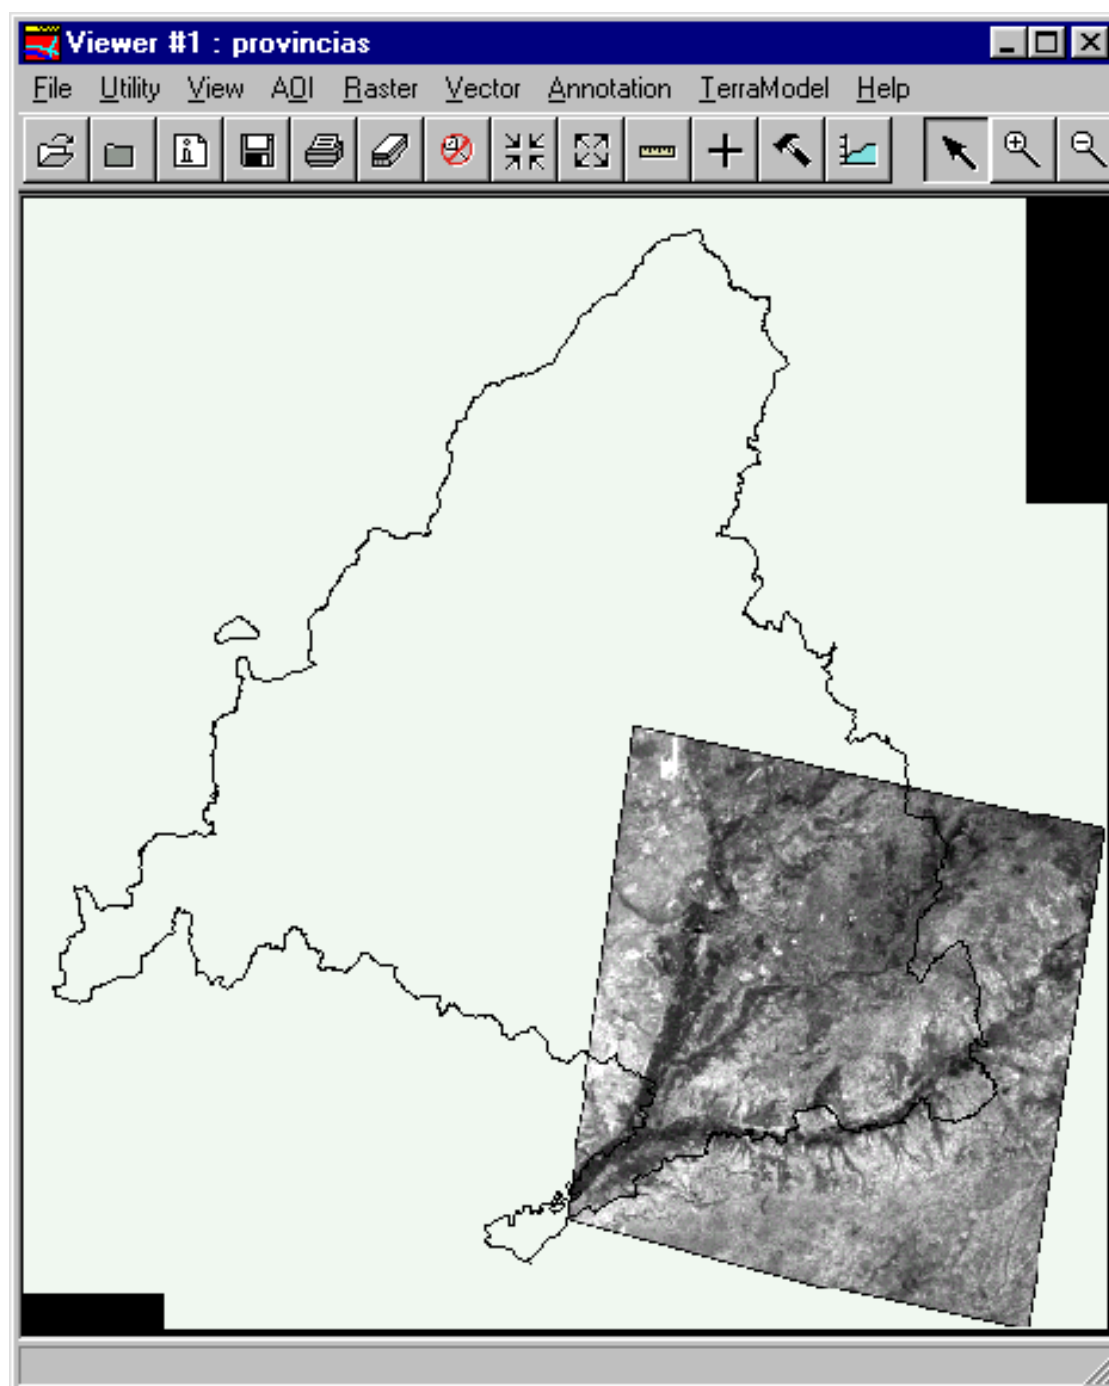 Viewer #1 : provincias
File Utility View AOI Raster Vector Annotation TerraModel Help